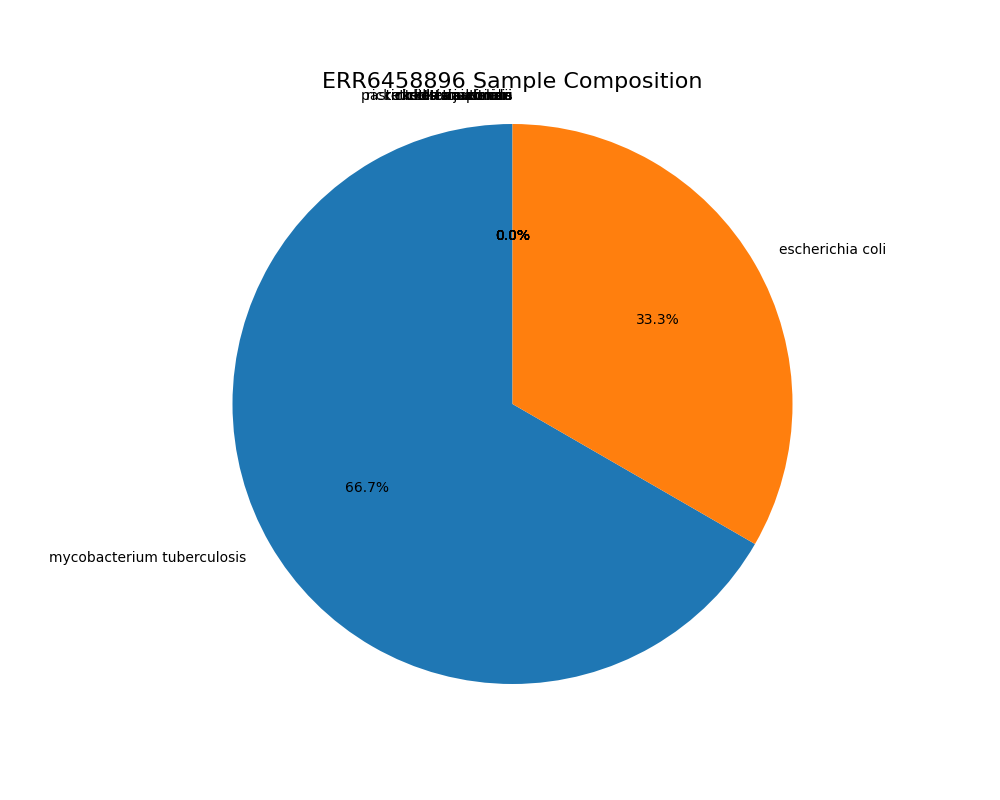 ERR6458896 Sample Composition
0.0%
escherichia coli
33.3%
66.7%
mycobacterium tuberculosis